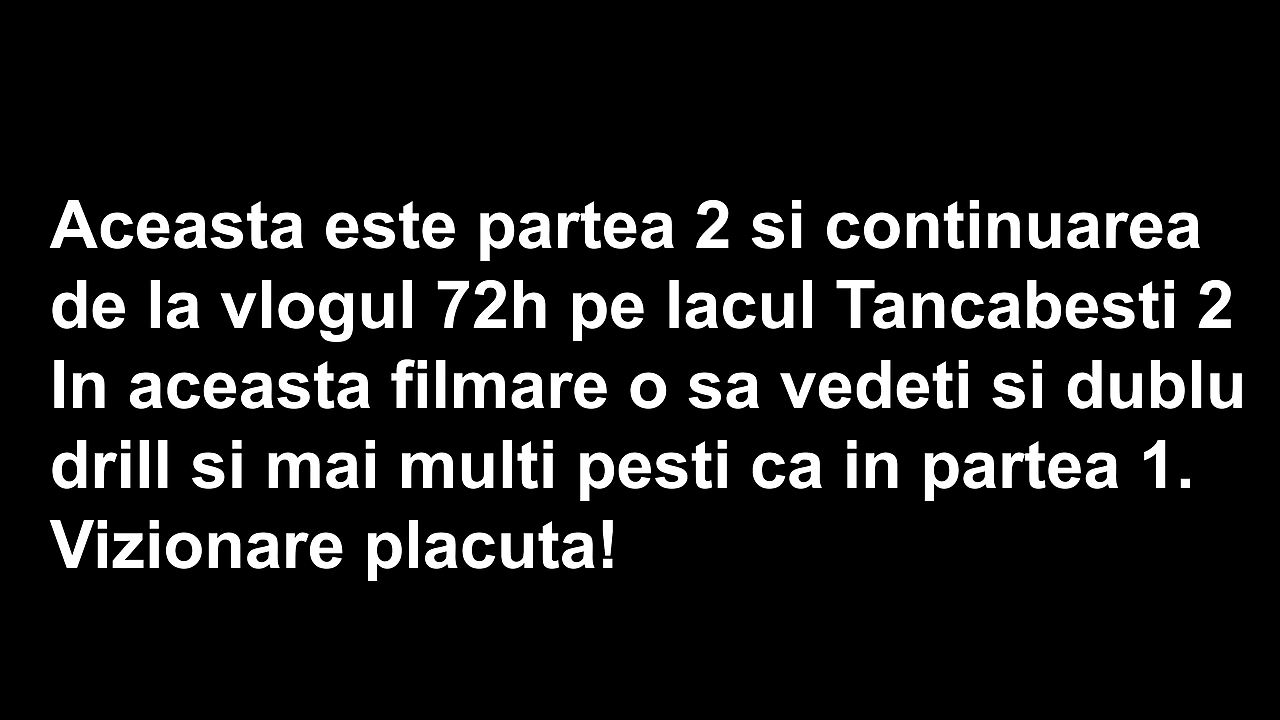 Aceasta este partea 2 si continuarea
de la vlogul 72h pe lacul Tancabesti 2
In aceasta filmare o sa vedeti si dublu
drill si mai multi pesti ca in partea 1.
Vizionare placuta!